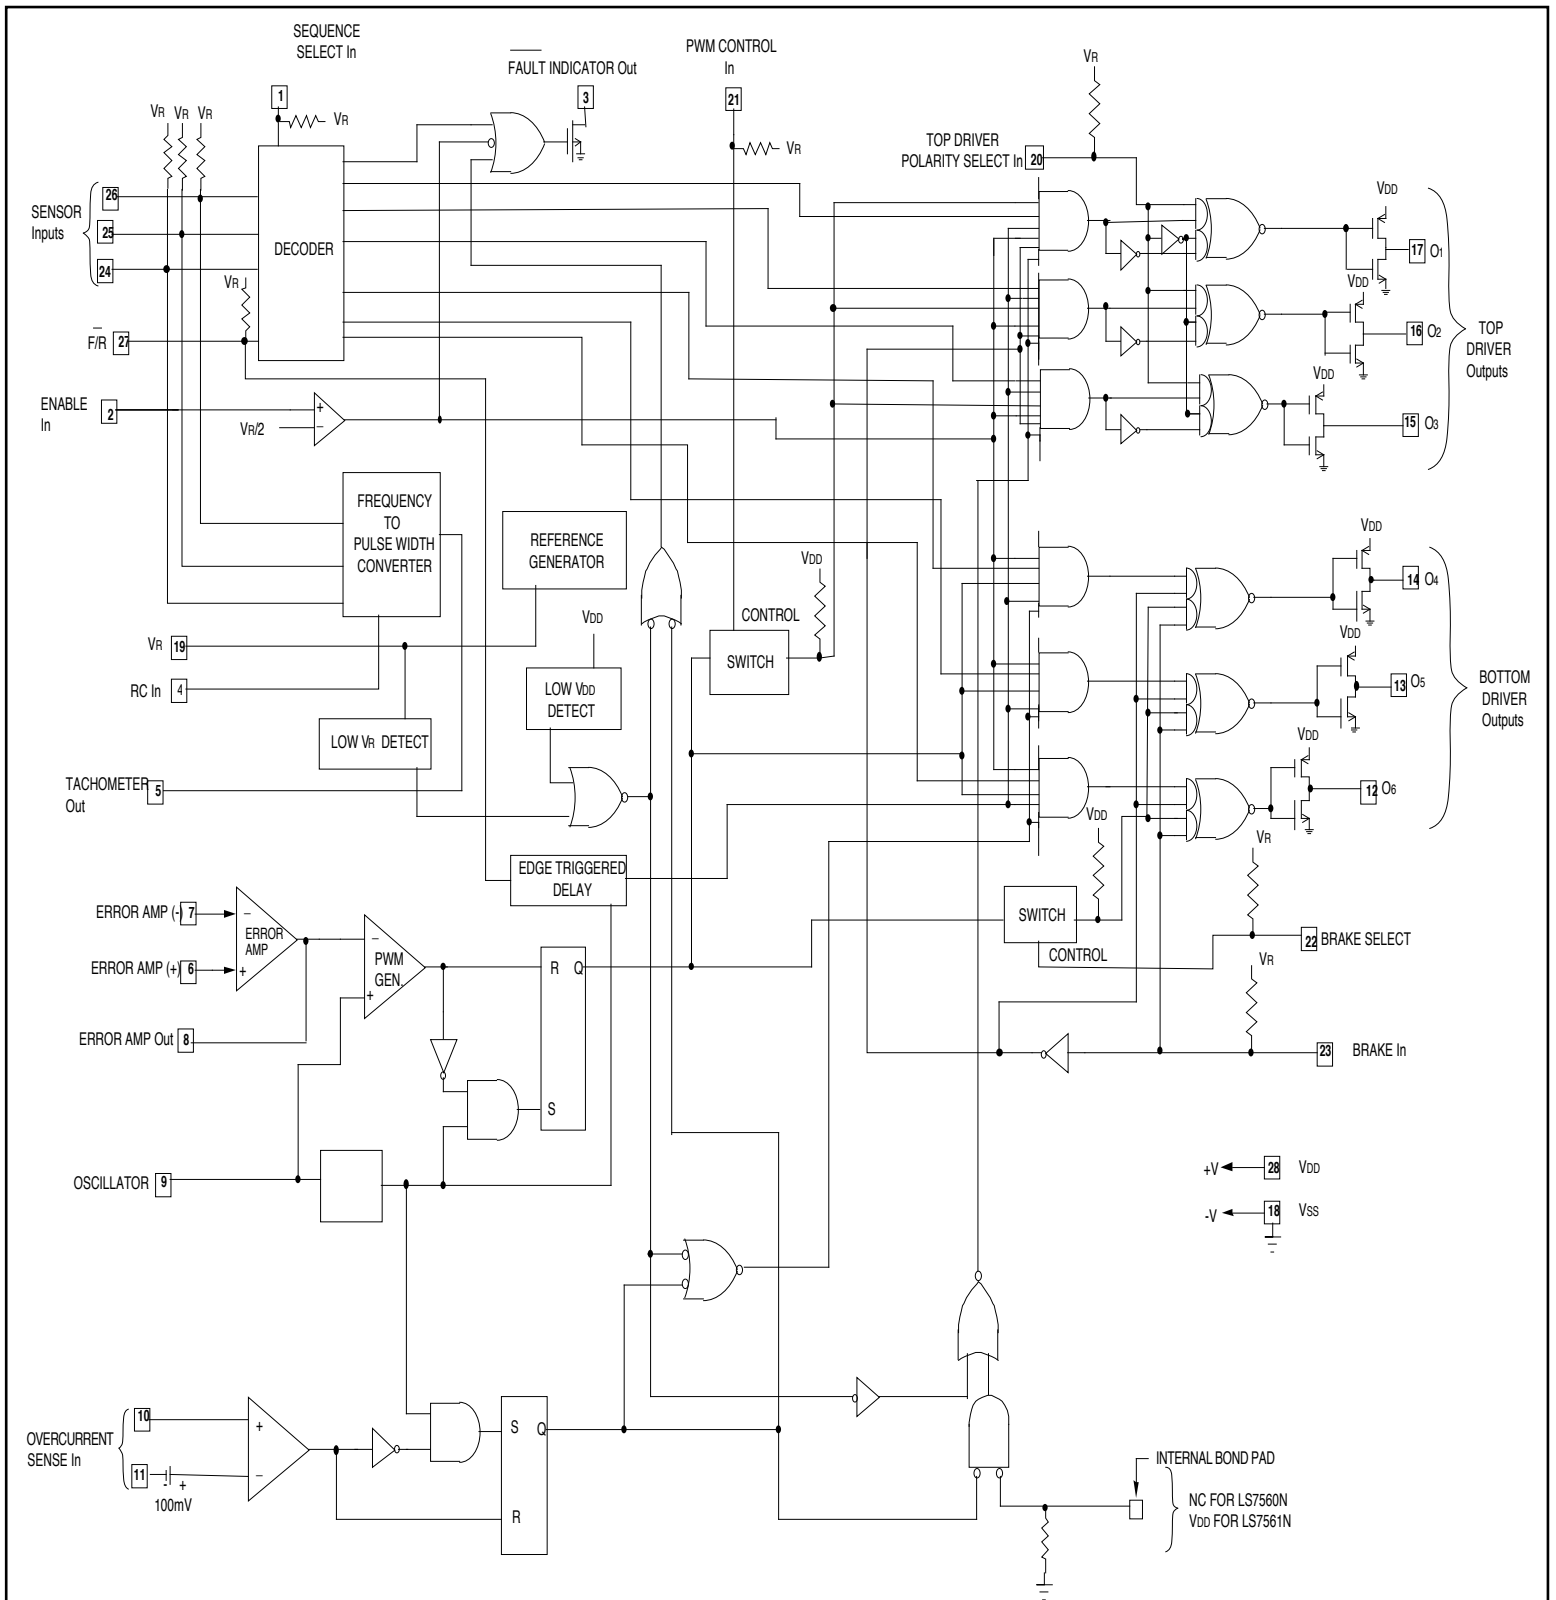 SEQUENCE
SELECT In
FAULT INDICATOR Out
PWM CONTROL
In
1
3
21
VR
VR
VR
VR
VR
VR
TOP DRIVER
POLARITY SELECT In
20
SENSOR
Inputs
26
25
24
DECODER
VR
F/R
27
ENABLE
In
2
VR/2
+
−
VDD
17
O1
VDD
16
O2
VDD
15
O3
TOP
DRIVER
Outputs
FREQUENCY
TO
PULSE WIDTH
CONVERTER
REFERENCE
GENERATOR
VDD
VDD
CONTROL
SWITCH
VR
19
RC In
4
LOW VDD
DETECT
LOW VR DETECT
TACHOMETER
Out
5
VDD
14
O4
VDD
13
O5
VDD
12
O6
BOTTOM
DRIVER
Outputs
VDD
VR
EDGE TRIGGERED
DELAY
SWITCH
CONTROL
22
BRAKE SELECT
VR
23
BRAKE In
ERROR AMP (-)
7
ERROR AMP (+)
6
−
+
ERROR
AMP
−
+
PWM
GEN.
ERROR AMP Out
8
R
Q
S
OSCILLATOR
9
+V
28
VDD
-V
18
VSS
OVERCURRENT
SENSE In
10
11
- +
100mV
+
−
S
Q
R
INTERNAL BOND PAD
NC FOR LS7560N
VDD FOR LS7561N